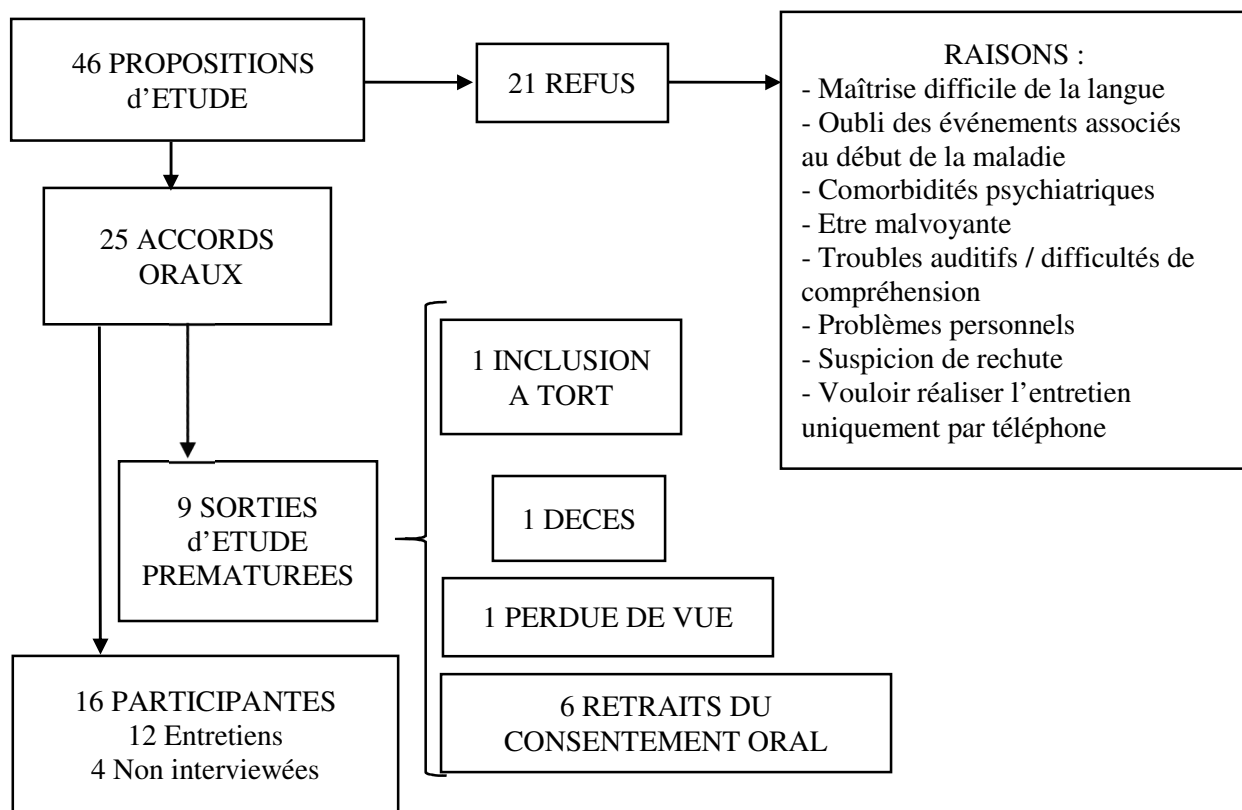 46 PROPOSITIONS
d’ETUDE
21 REFUS
RAISONS :
- Maîtrise difficile de la langue
- Oubli des événements associés
au début de la maladie
- Comorbidités psychiatriques
- Etre malvoyante
- Troubles auditifs / difficultés de
compréhension
- Problèmes personnels
- Suspicion de rechute
- Vouloir réaliser l’entretien
uniquement par téléphone
25 ACCORDS
ORAUX
9 SORTIES
d’ETUDE
PREMATUREES
1 INCLUSION
A TORT
1 DECES
1 PERDUE DE VUE
6 RETRAITS DU
CONSENTEMENT ORAL
16 PARTICIPANTES
12 Entretiens
4 Non interviewées